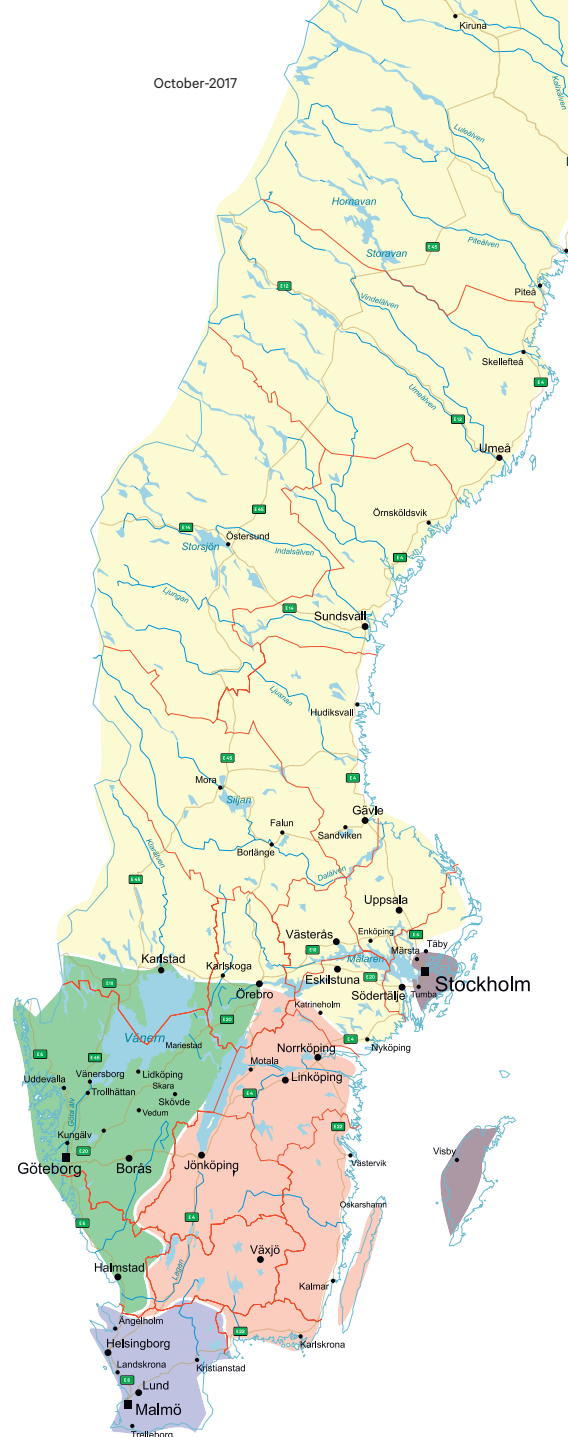 Kiruna
October-2017
Kalixälven
Luleälven
Hornavan
Storavan
Piteälven
E45
E12
Piteå
Vindelälven
Skellefteå
E4
Umeälven
E12
Umeå
E45
Örnsköldsvik
E14
Östersund
Storsjön
Indalsälven
E4
Ljungan
E14
Sundsvall
Ljusnan
Hudiksvall
E45
E4
Mora
Siljan
Gävle
Falun
Sandviken
Borlänge
Dalälven
Klarälven
E45
Uppsala
Enköping
E4
Västerås
Täby
E18
Mälaren
Märsta
Karlstad
Karlskoga
Eskilstuna
E20
Stockholm
E18
Örebro
Södertälje
Tumba
Katrineholm
E20
Vänern
Mariestad
E4
Nyköping
Norrköping
E6
E45
Motala
Vänersborg
Lidköping
Linköping
Uddevalla
Trollhättan
Skara
Skövde
E4
Göta älv
Vedum
E22
Kungälv
E20
Visby
Göteborg
Borås
Jönköping
Västervik
Oskarshamn
E6
E4
Växjö
Lagan
Halmstad
Kalmar
Ängelholm
E22
Karlskrona
Helsingborg
Landskrona
Kristianstad
E6
Lund
Malmö
Trelleborg